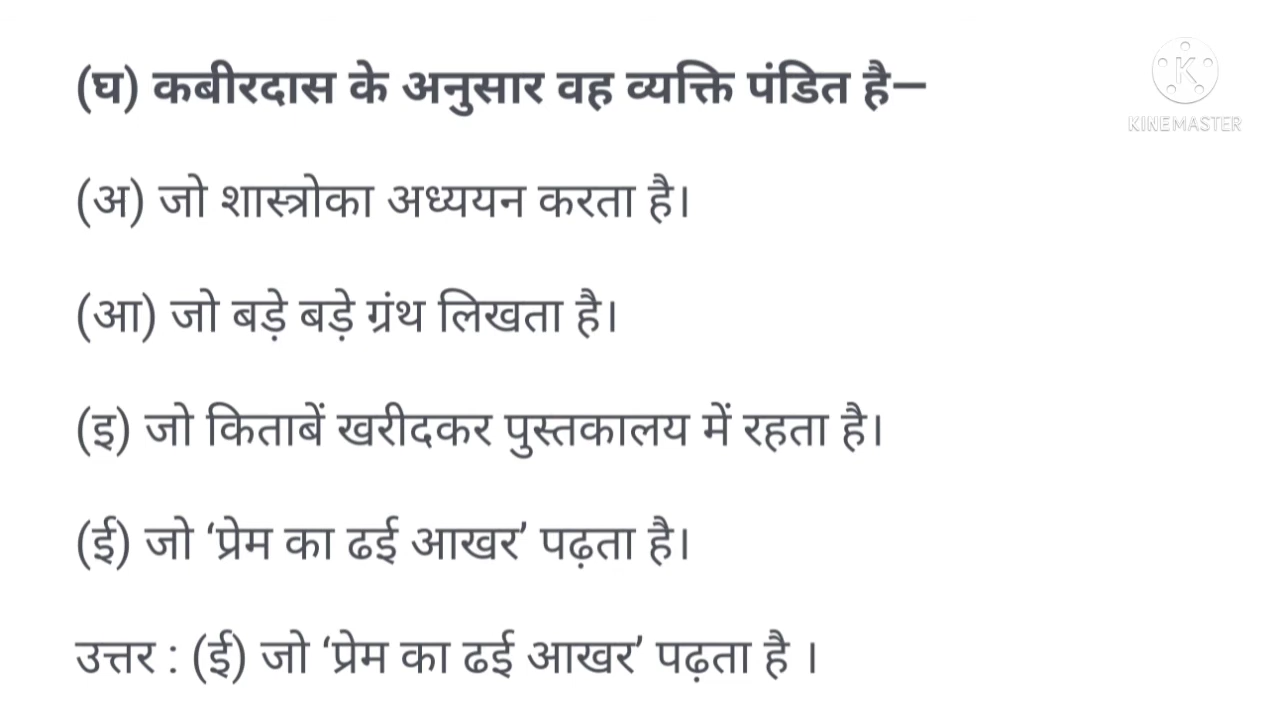 (घ) कबीरदास के अनुसार वह व्यक्ति पंडित है—
KINEMASTER
(अ) जो शास्त्रोका अध्ययन करता है।
(आ) जो बड़े बड़े ग्रंथ लिखता है।
(इ) जो किताबें खरीदकर पुस्तकालय में रहता है।
(ई) जो ‘प्रेम का ढई आखर’ पढ़ता है।
उत्तर : (ई) जो ‘प्रेम का ढई आखर’ पढ़ता है ।